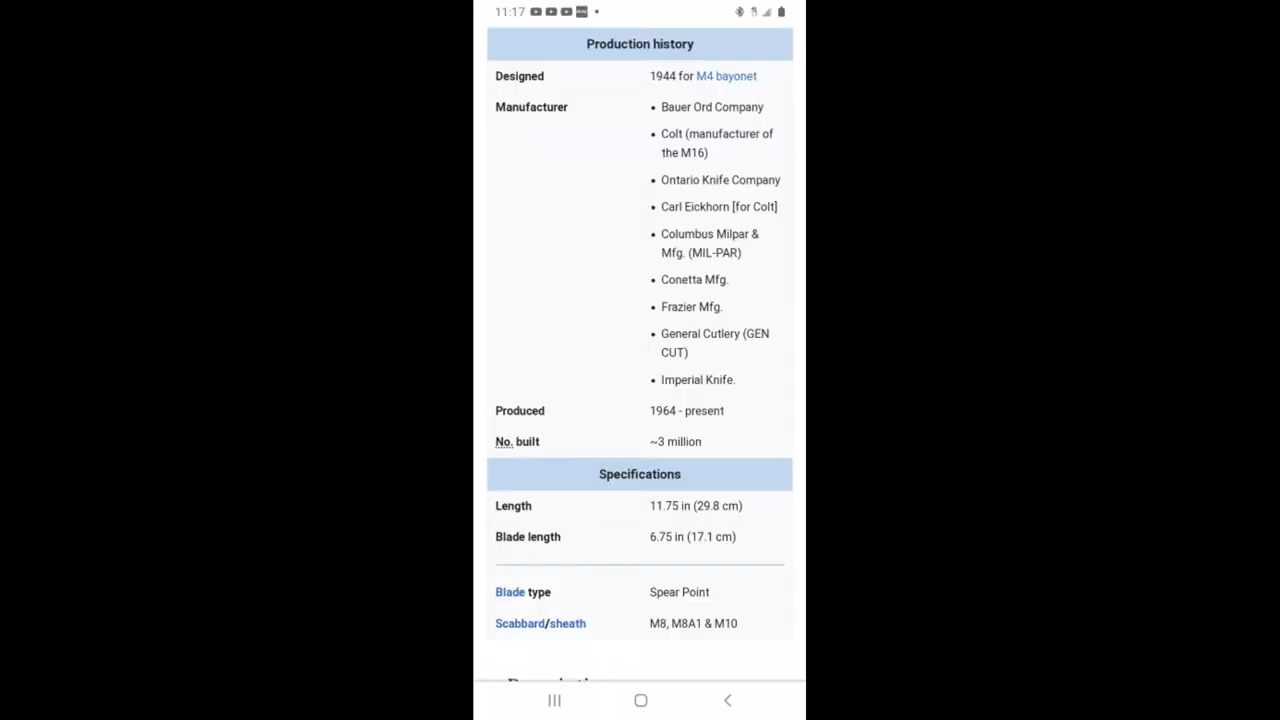 11:17
Production history
Designed 1944 for M4 bayonet
Manufacturer • Bauer Ord Company
• Colt (manufacturer of
the M16)
• Ontario Knife Company
• Carl Eickhorn [for Colt]
• Columbus Milpar &
Mfg. (MIL-PAR)
• Conetta Mfg.
• Frazier Mfg.
• General Cutlery (GEN
CUT)
• Imperial Knife.
Produced 1964 - present
No. built ~3 million
Specifications
Length 11.75 in (29.8 cm)
Blade length 6.75 in (17.1 cm)
Blade type Spear Point
Scabbard/sheath M8, M8A1 & M10